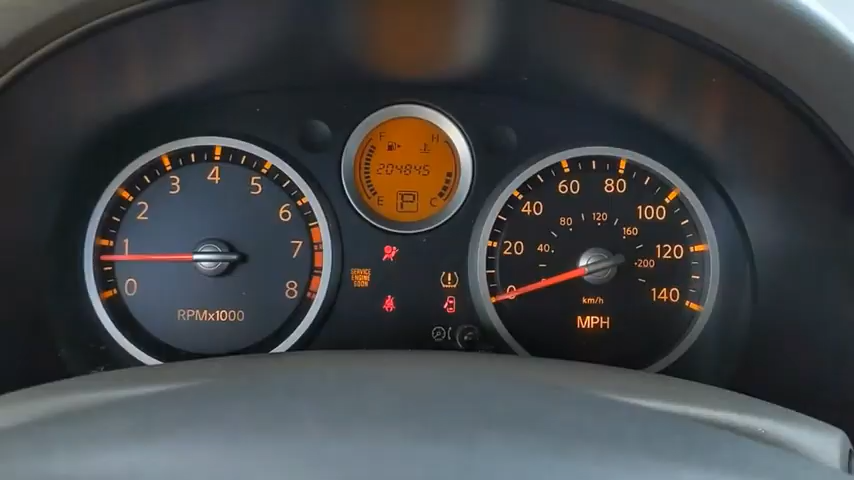 F H
204845
E P C
0 1 2 3 4 5 6 7 8
RPMx1000
SERVICE
ENGINE
SOON
0 20 40 60 80 100 120 140
40 80 120 160 200
km/h
MPH